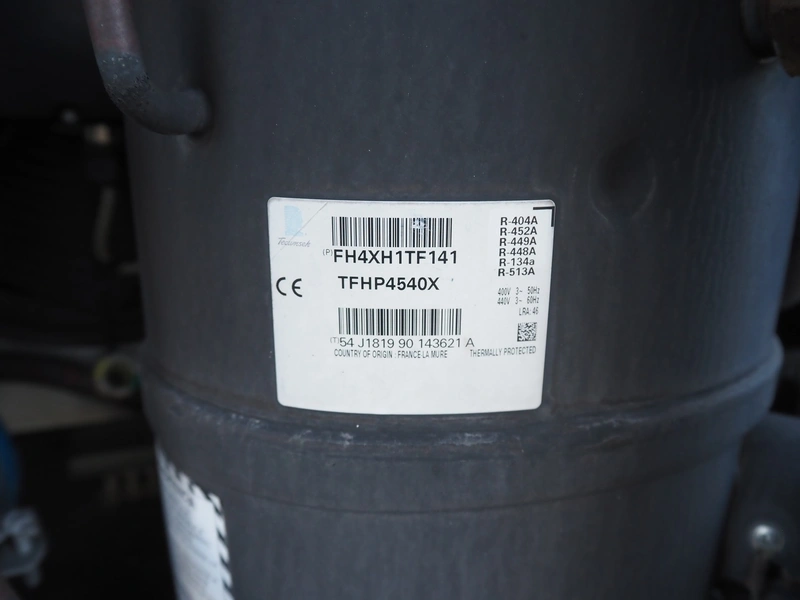 Tecumseh
(P)FH4XH1TF141
TFHP4540X
CE
R-404A
R-452A
R-449A
R-448A
R-134a
R-513A
400V 3~ 50Hz
440V 3~ 60Hz
LRA: 46
(T)54 J1819 90 143621 A
COUNTRY OF ORIGIN : FRANCE LA MURE
THERMALLY PROTECTED